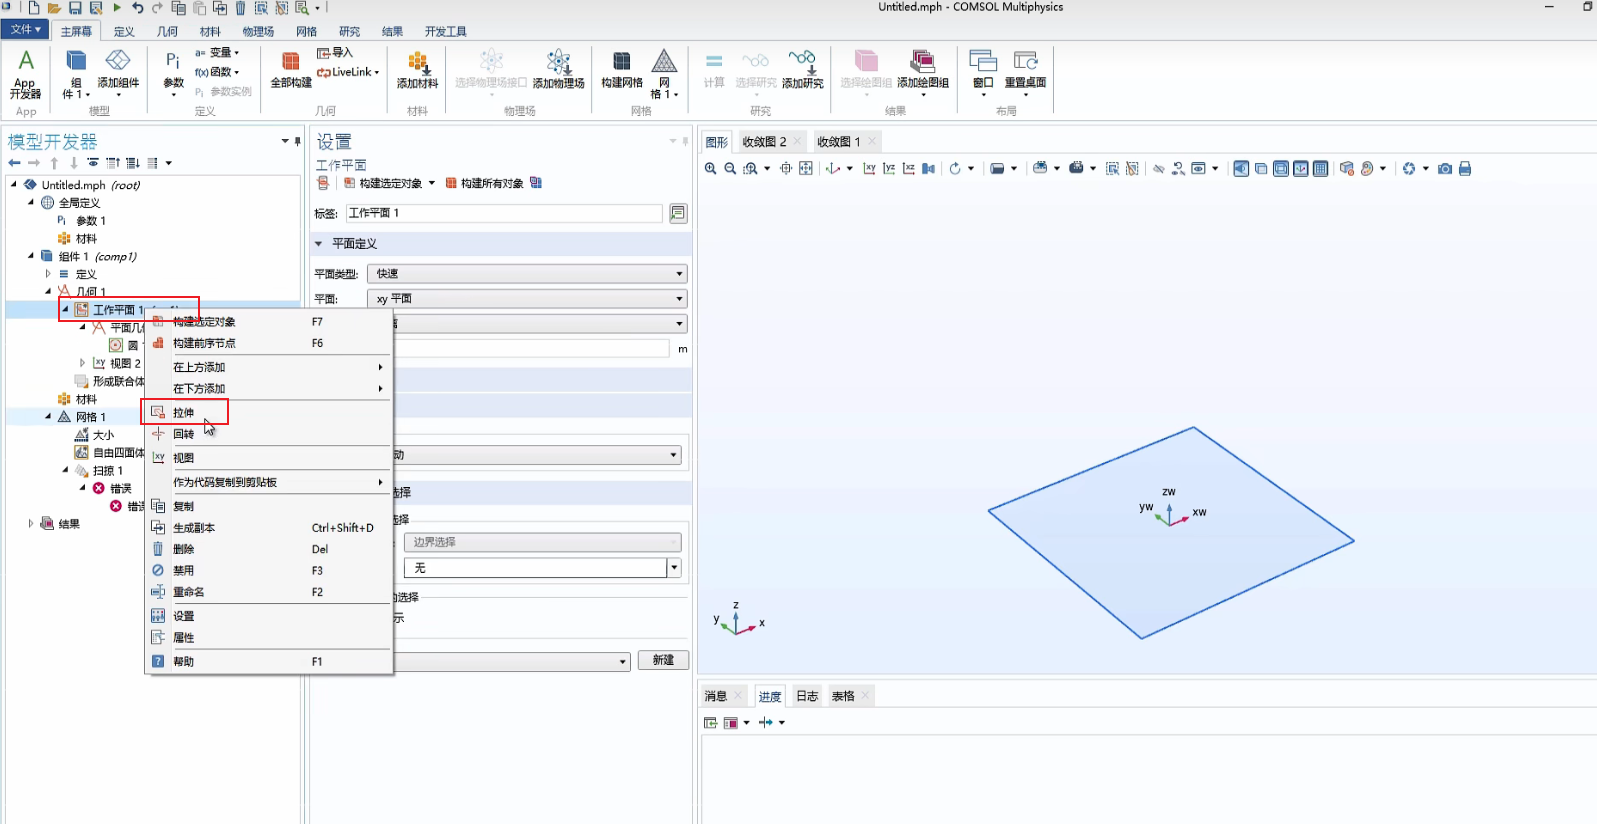 Untitled.mph - COMSOL Multiphysics
文件 主屏幕 定义 几何 材料 物理场 网格 研究 结果 开发工具
App 开发器
组件 1
添加组件
Pi 参数
a= 变量
f(x) 函数
Pi 参数实例
全部构建
导入
LiveLink
添加材料
选择物理场接口
添加物理场
构建网格
网格 1
计算
选择研究
添加研究
选择绘图组
添加绘图组
窗口
重置桌面
App 模型 定义 几何 材料 物理场 网格 研究 结果 布局
模型开发器
Untitled.mph (root)
全局定义
Pi 参数 1
材料
组件 1 (comp1)
定义
几何 1
工作平面 1
平面几
圆
xy 视图 2
形成联合体
材料
网格 1
大小
自由四面体
扫掠 1
错误
错误
结果
构建选定对象 F7
构建前序节点 F6
在上方添加
在下方添加
拉伸
回转
xy 视图
作为代码复制到剪贴板
复制
生成副本 Ctrl+Shift+D
删除 Del
禁用 F3
重命名 F2
设置
属性
帮助 F1
设置
工作平面
构建选定对象 构建所有对象
标签: 工作平面 1
平面定义
平面类型: 快速
平面: xy 平面
m
动
选择
选择
边界选择
无
的选择
示
新建
图形 收敛图 2 收敛图 1
xy yz xz
zw
yw xw
z
y x
消息 进度 日志 表格